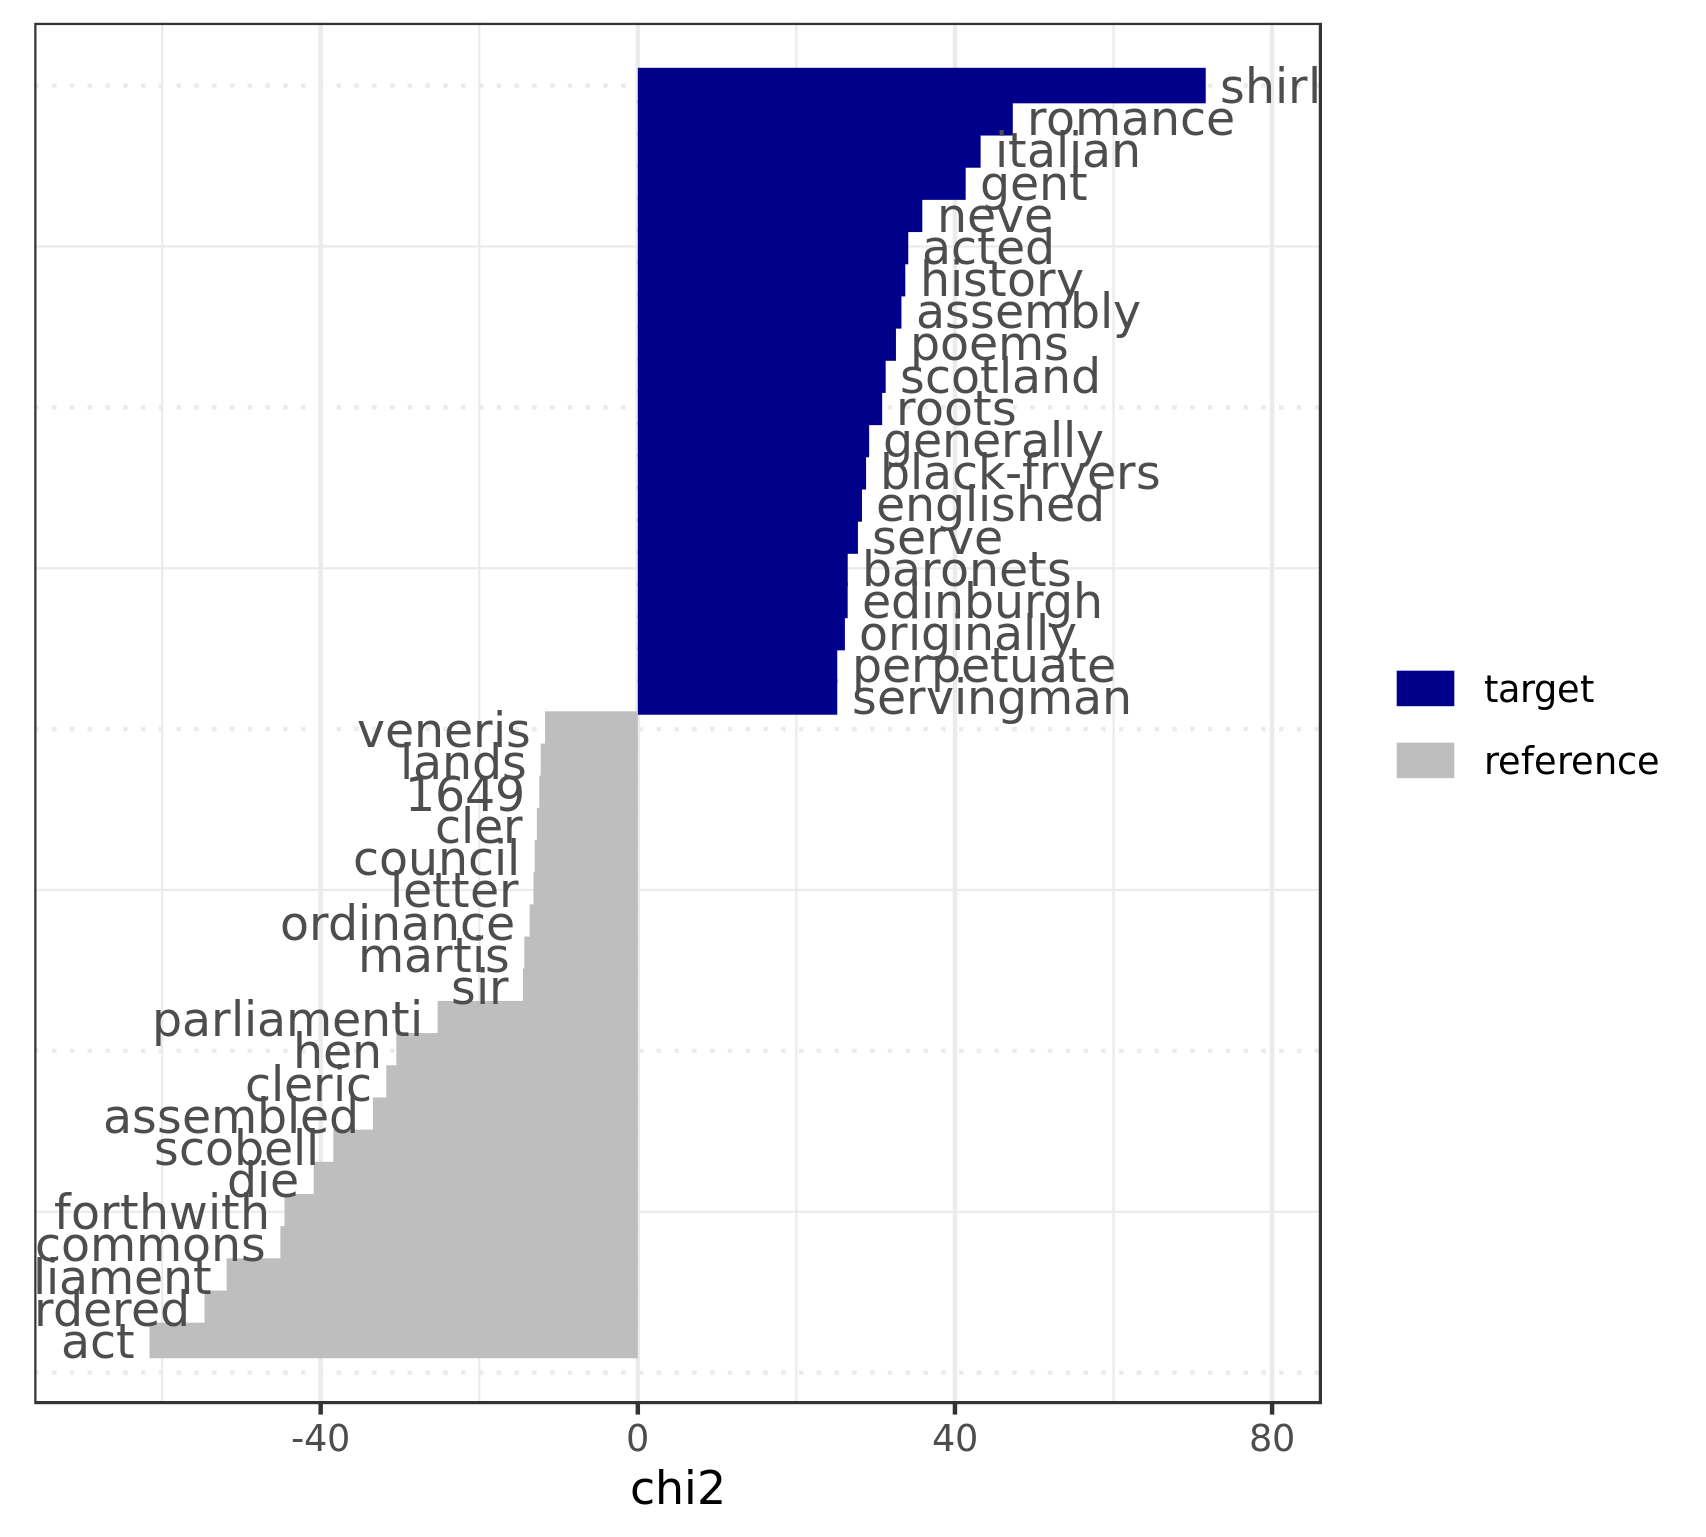 shirl
romance
italian
gent
neve
acted
history
assembly
poems
scotland
roots
generally
black-fryers
englished
serve
baronets
edinburgh
originally
perpetuate
servingman
veneris
lands
1649
cler
council
letter
ordinance
martis
sir
parliamenti
hen
cleric
assembled
scobell
die
forthwith
commons
liament
rdered
act
target
reference
-40 0 40 80
chi2